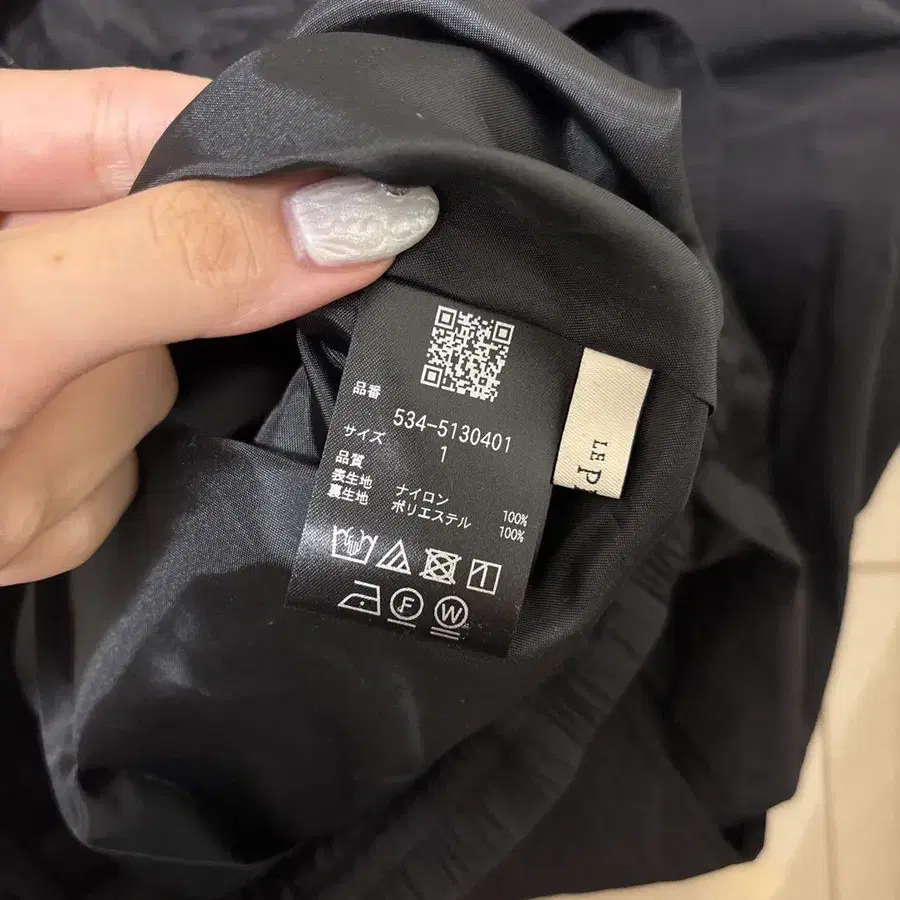 品番
534-5130401
サイズ
1
品質
表生地 ナイロン 100%
裏生地 ポリエステル 100%
F W
LE